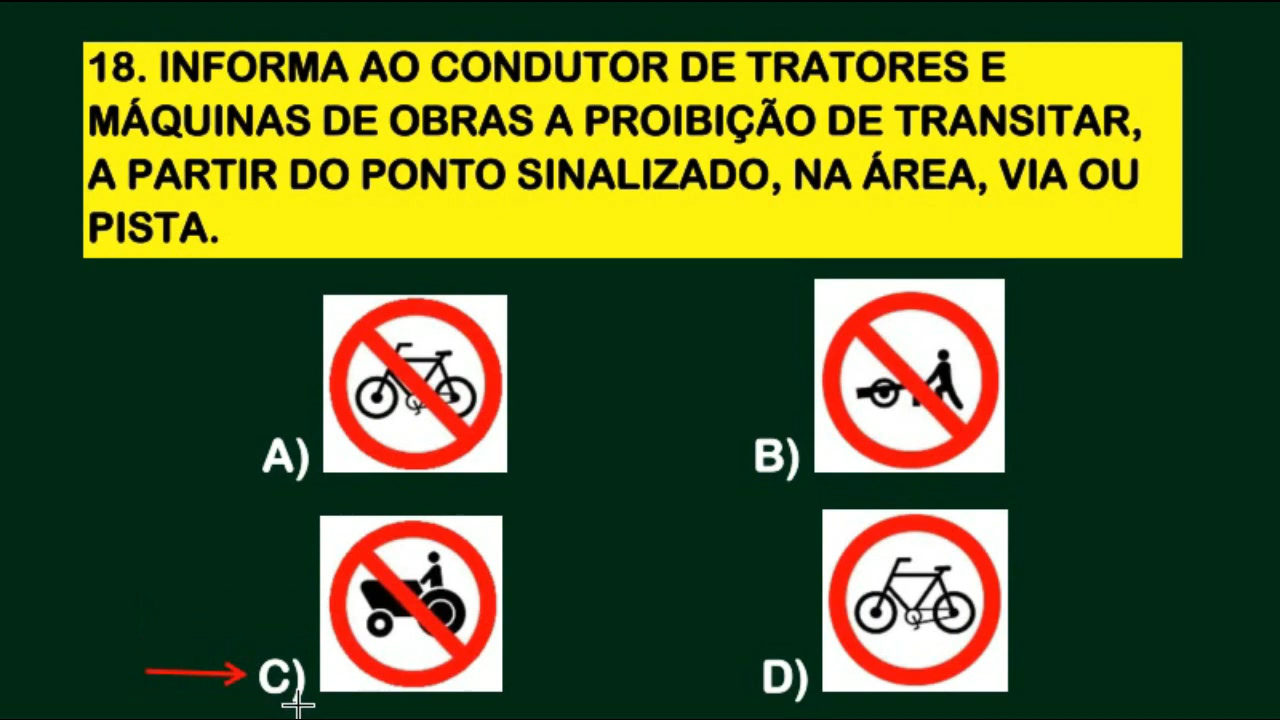 18. INFORMA AO CONDUTOR DE TRATORES E
MÁQUINAS DE OBRAS A PROIBIÇÃO DE TRANSITAR,
A PARTIR DO PONTO SINALIZADO, NA ÁREA, VIA OU
PISTA.
A)
B)
C)
D)